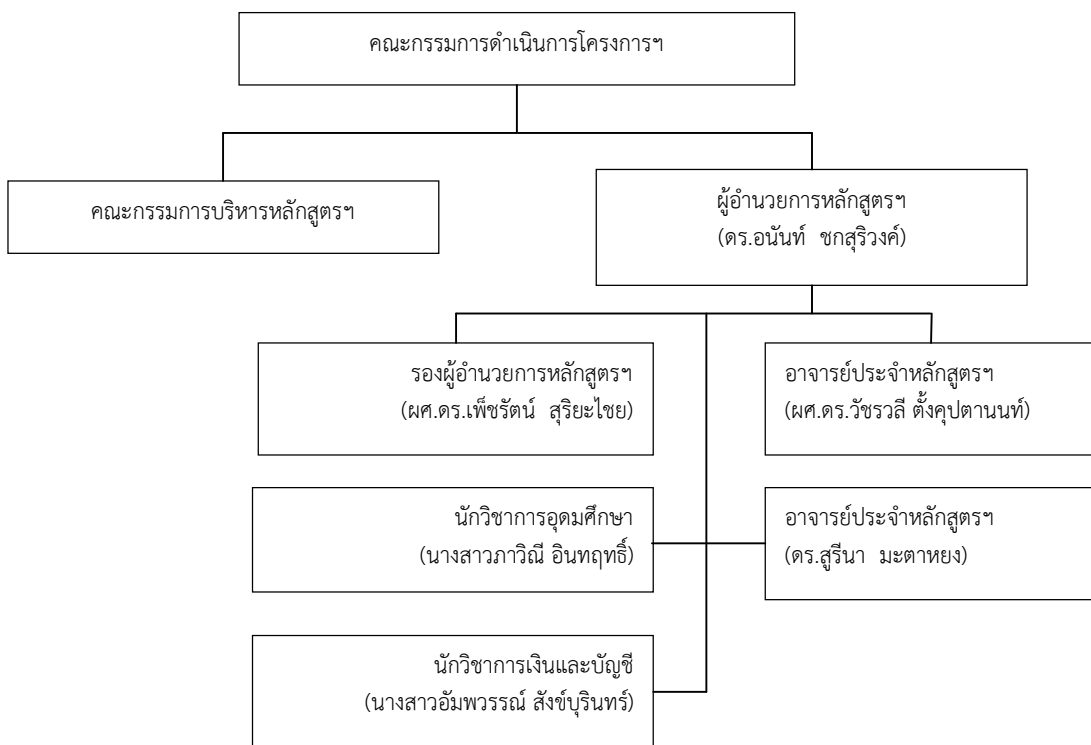 คณะกรรมการดำเนินการโครงการฯ
คณะกรรมการบริหารหลักสูตรฯ
ผู้อำนวยการหลักสูตรฯ
(ดร.อนันท์ ชกสุริวงค์)
รองผู้อำนวยการหลักสูตรฯ
(ผศ.ดร.เพ็ชรัตน์ สุริยะไชย)
อาจารย์ประจำหลักสูตรฯ
(ผศ.ดร.วัชรวลี ตั้งคุปตานนท์)
นักวิชาการอุดมศึกษา
(นางสาวภาวิณี อินทฤทธิ์)
อาจารย์ประจำหลักสูตรฯ
(ดร.สูรีนา มะตาหยง)
นักวิชาการเงินและบัญชี
(นางสาวอัมพวรรณ์ สังข์บุรินทร์)